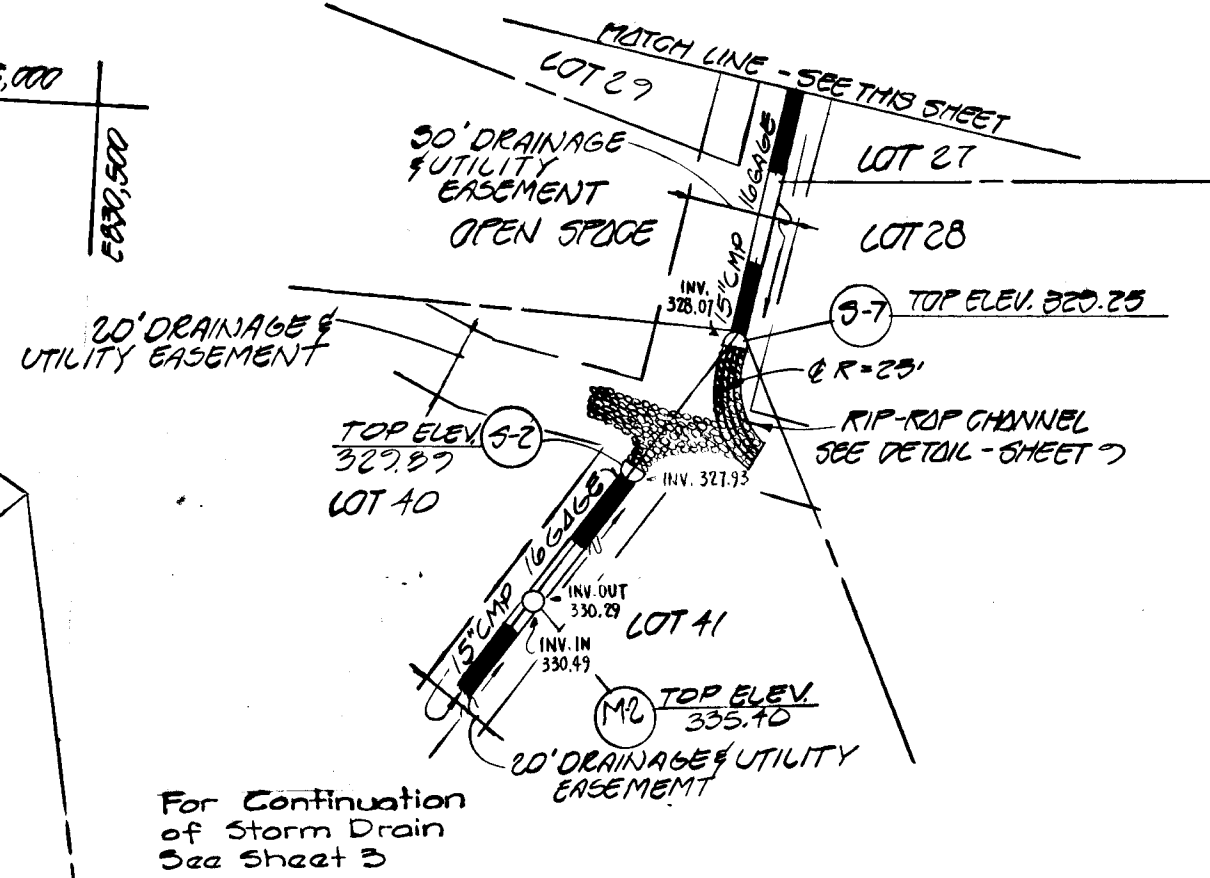 MATCH LINE - SEE THIS SHEET
LOT 29
,000
E830,500
30' DRAINAGE
& UTILITY
EASEMENT
OPEN SPACE
15" CMP 16 GAGE
LOT 27
LOT 28
INV.
328.07
S-7 TOP ELEV. 329.25
20' DRAINAGE &
UTILITY EASEMENT
℄ R=25'
RIP-RAP CHANNEL
SEE DETAIL - SHEET 9
TOP ELEV. S-2
329.89
INV. 327.93
LOT 40
15" CMP 16 GAGE
INV. OUT
330.29
LOT 41
INV. IN
330.49
M-2 TOP ELEV.
335.40
20' DRAINAGE & UTILITY
EASEMEMT
For Continuation
of Storm Drain
See Sheet 3